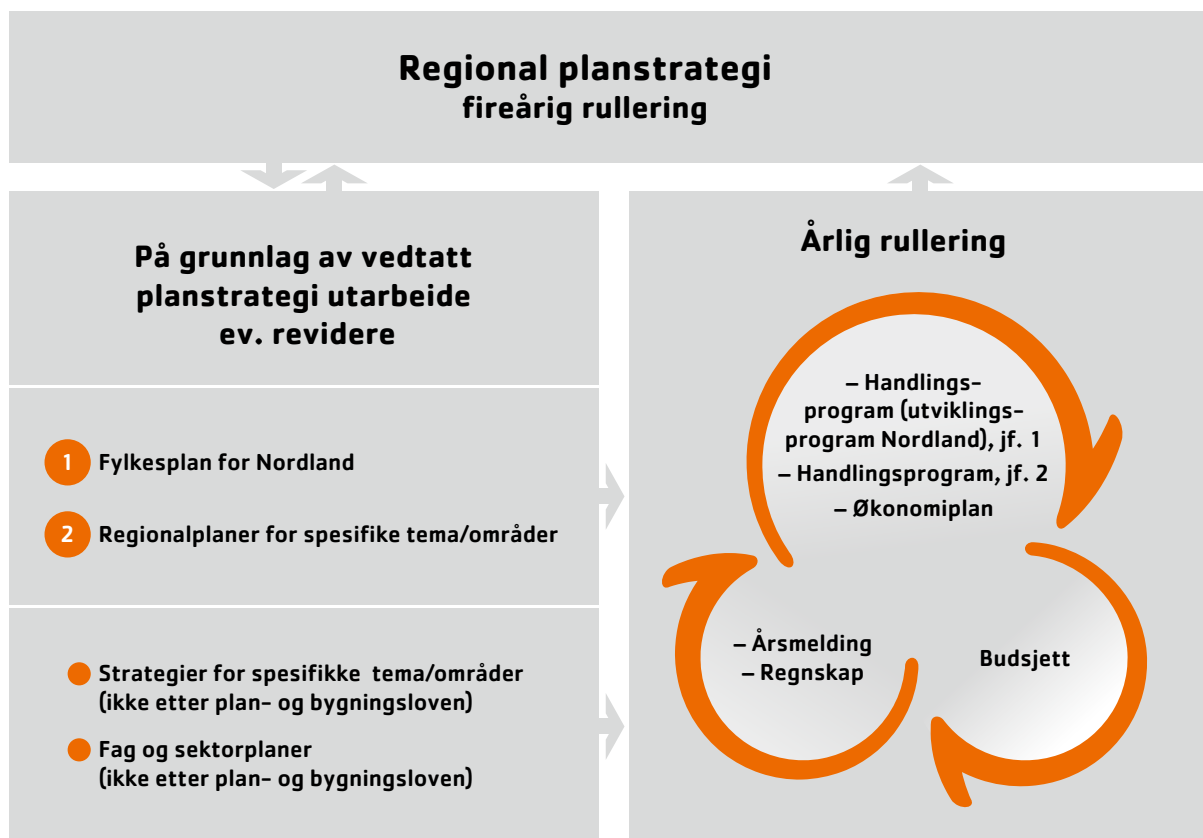 Regional planstrategi
fireårig rullering
På grunnlag av vedtatt
planstrategi utarbeide
ev. revidere
1 Fylkesplan for Nordland
2 Regionalplaner for spesifike tema/områder
Strategier for spesifikke tema/områder
(ikke etter plan- og bygningsloven)
Fag og sektorplaner
(ikke etter plan- og bygningsloven)
Årlig rullering
– Handlings-
program (utviklings-
program Nordland), jf. 1
– Handlingsprogram, jf. 2
– Økonomiplan
– Årsmelding
– Regnskap
Budsjett